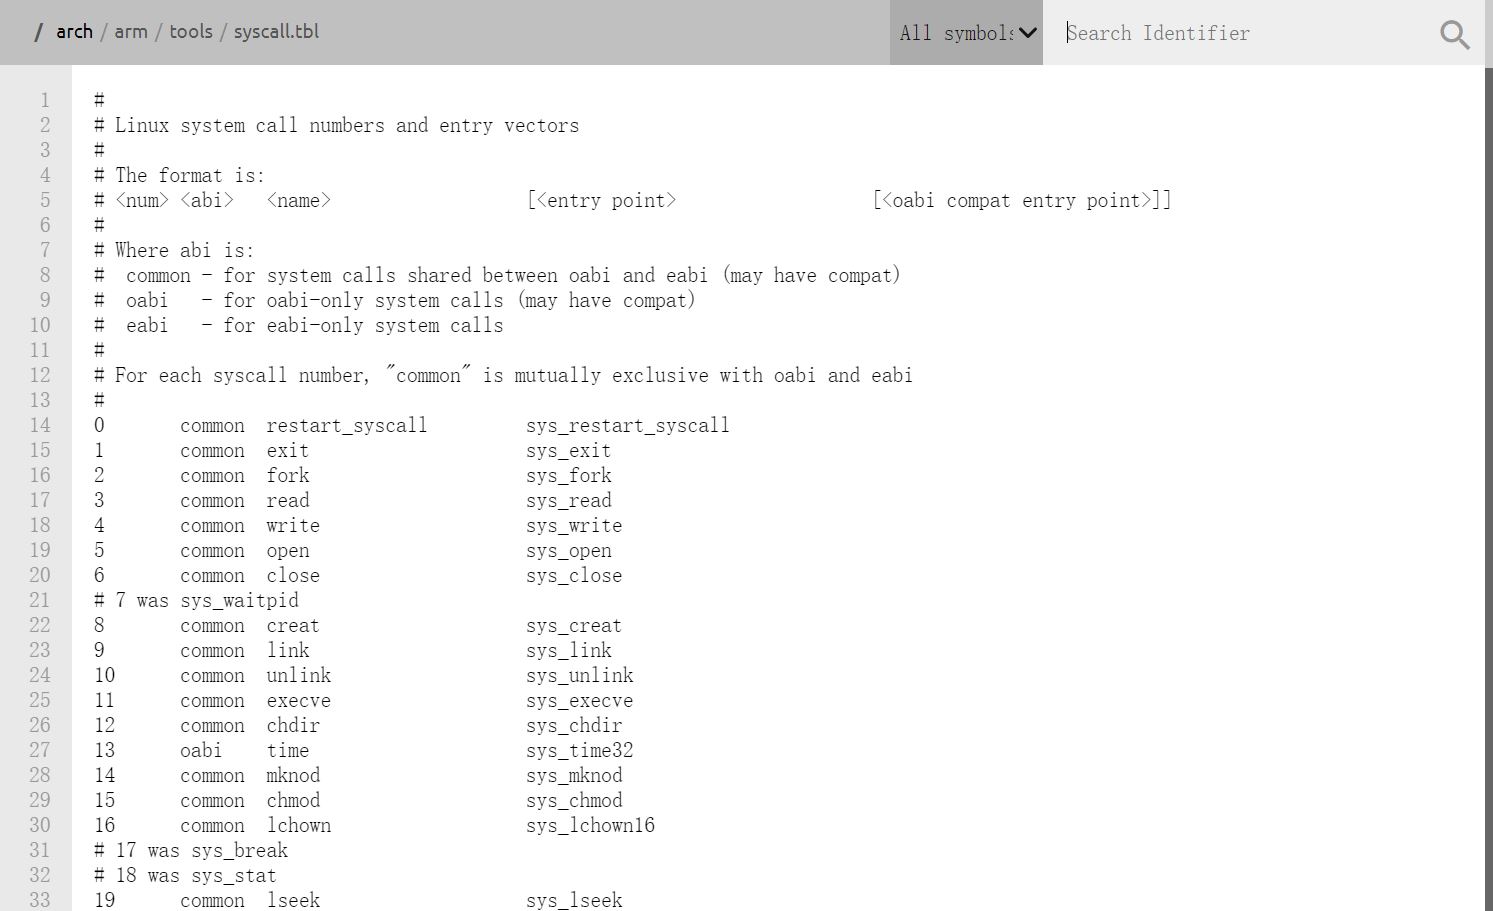 / arch / arm / tools / syscall.tbl
All symbols
Search Identifier
1 #
2 # Linux system call numbers and entry vectors
3 #
4 # The format is:
5 # <num> <abi> <name> [<entry point> [<oabi compat entry point>]]
6 #
7 # Where abi is:
8 # common - for system calls shared between oabi and eabi (may have compat)
9 # oabi - for oabi-only system calls (may have compat)
10 # eabi - for eabi-only system calls
11 #
12 # For each syscall number, "common" is mutually exclusive with oabi and eabi
13 #
14 0 common restart_syscall sys_restart_syscall
15 1 common exit sys_exit
16 2 common fork sys_fork
17 3 common read sys_read
18 4 common write sys_write
19 5 common open sys_open
20 6 common close sys_close
21 # 7 was sys_waitpid
22 8 common creat sys_creat
23 9 common link sys_link
24 10 common unlink sys_unlink
25 11 common execve sys_execve
26 12 common chdir sys_chdir
27 13 oabi time sys_time32
28 14 common mknod sys_mknod
29 15 common chmod sys_chmod
30 16 common lchown sys_lchown16
31 # 17 was sys_break
32 # 18 was sys_stat
33 19 common lseek sys_lseek